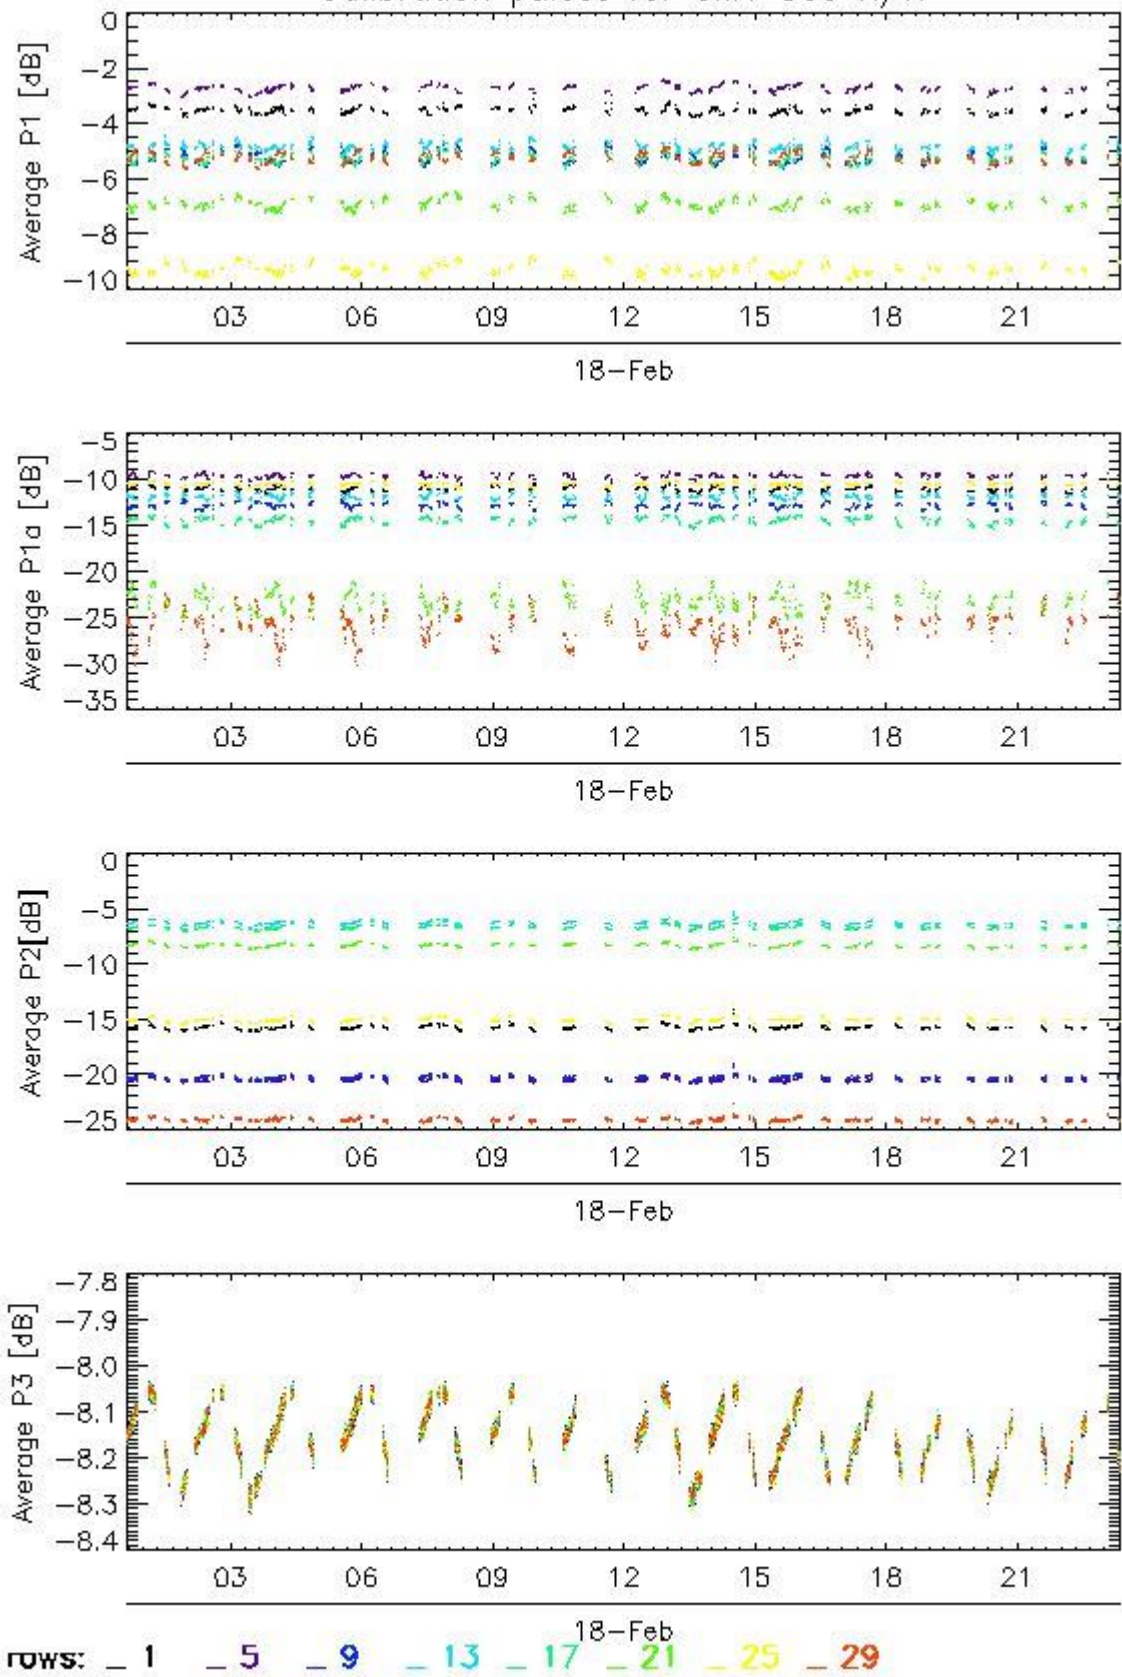 0
−2
−4
−6
−8
−10
Average P1 [dB]
03 06 09 12 15 18 21
18−Feb
−5
−10
−15
−20
−25
−30
−35
Average P1a [dB]
03 06 09 12 15 18 21
18−Feb
0
−5
−10
−15
−20
−25
Average P2[dB]
03 06 09 12 15 18 21
18−Feb
−7.8
−7.9
−8.0
−8.1
−8.2
−8.3
−8.4
Average P3 [dB]
03 06 09 12 15 18 21
18−Feb
rows: _ 1 _ 5 _ 9 _ 13 _ 17 _ 21 _ 25 _ 29